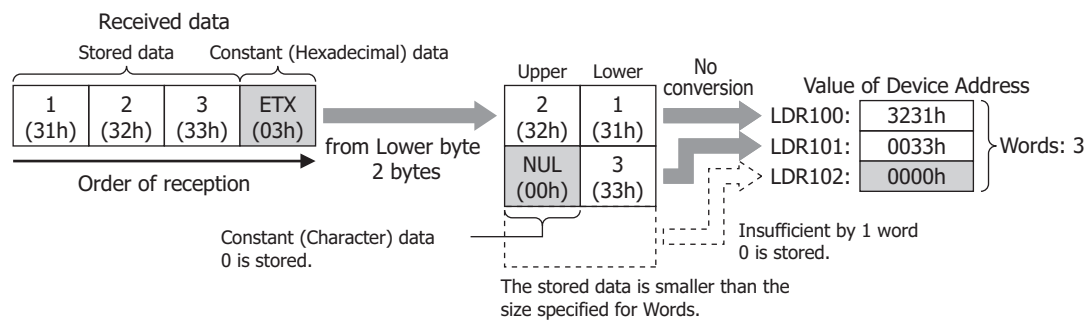 Received data
Stored data
Constant (Hexadecimal) data
1
(31h)
2
(32h)
3
(33h)
ETX
(03h)
Order of reception
from Lower byte
2 bytes
Upper
Lower
2
(32h)
1
(31h)
NUL
(00h)
3
(33h)
Constant (Character) data
0 is stored.
The stored data is smaller than the
size specified for Words.
No
conversion
Value of Device Address
LDR100:
3231h
LDR101:
0033h
LDR102:
0000h
Words: 3
Insufficient by 1 word
0 is stored.